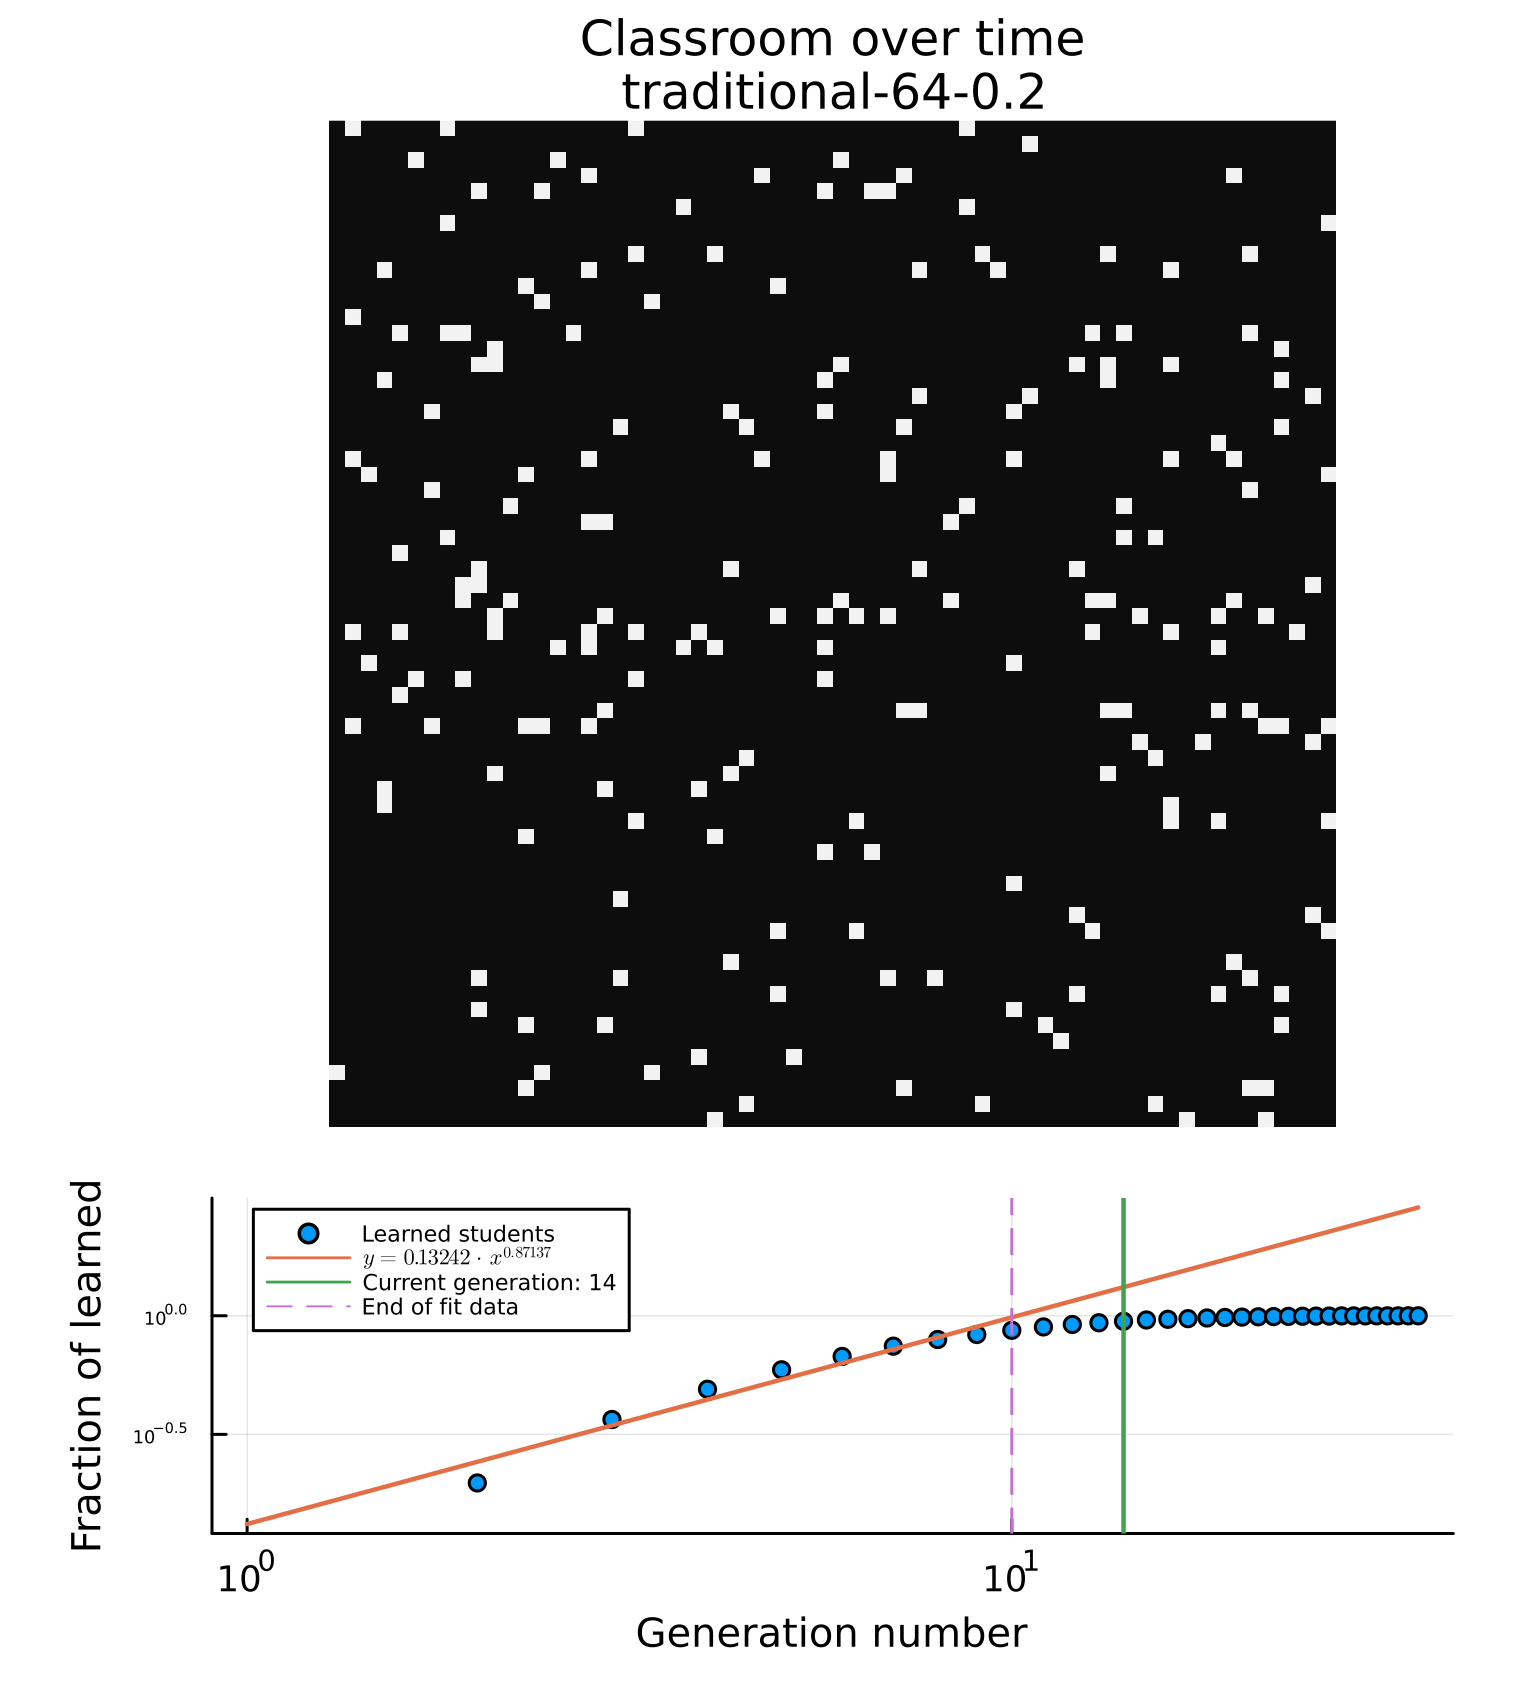 Classroom over time
traditional-64-0.2
Fraction of learned
Learned students
y = 0.13242 · x^0.87137
Current generation: 14
End of fit data
10^0.0
10^−0.5
10^0
10^1
Generation number